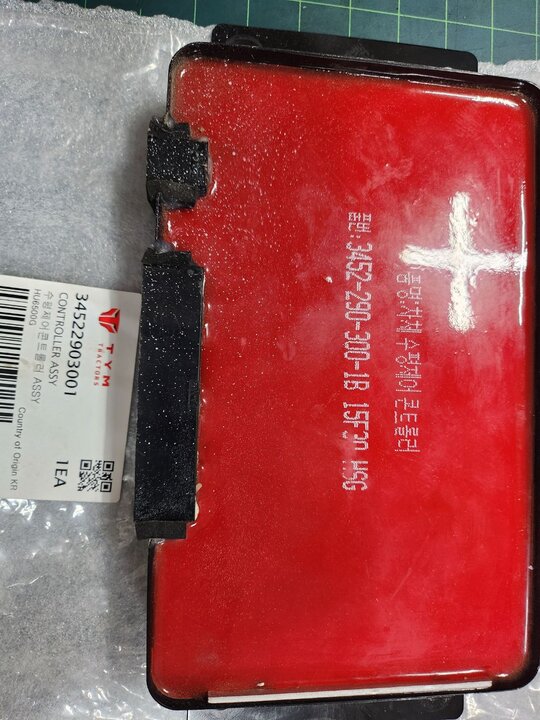 TYM
TRACTORS
34522903001
CONTROLLER ASSY
수평제어콘트롤러 ASSY
HU6500G
1EA
Country of Origin KR
품명:차체 수평제어 콘트롤러
품번:3452-290-300-1B 15F30 HSG